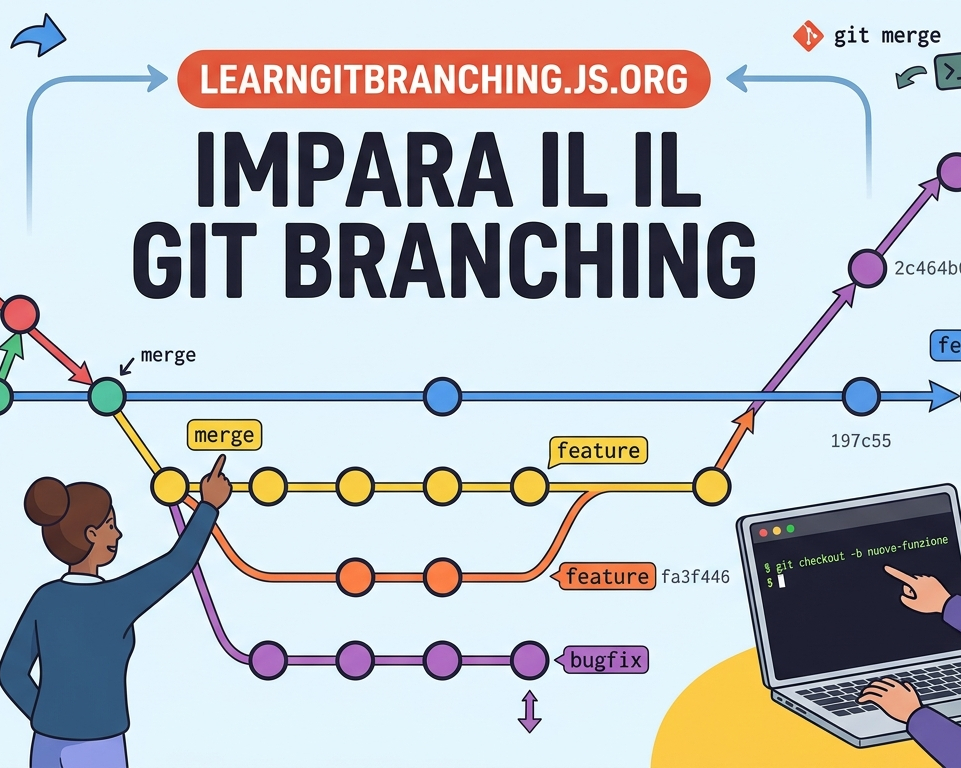 git merge
LEARNGITBRANCHING.JS.ORG
IMPARA IL IL
GIT BRANCHING
2c464b
fe
merge
merge
feature
197c55
$ git checkout -b nuove-funzione
$
feature fa3f446
bugfix